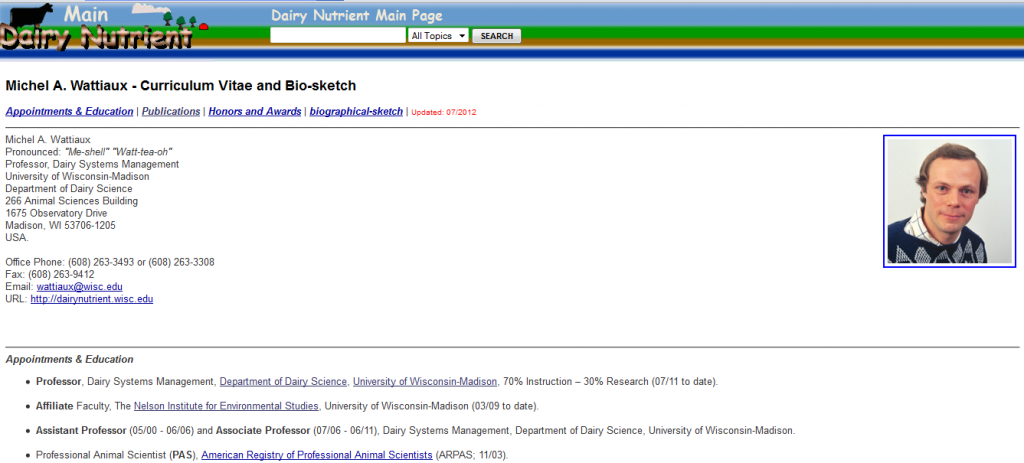 Main
Dairy Nutrient
Dairy Nutrient Main Page
All Topics SEARCH
Michel A. Wattiaux - Curriculum Vitae and Bio-sketch
Appointments & Education | Publications | Honors and Awards | biographical-sketch | Updated: 07/2012
Michel A. Wattiaux
Pronounced: "Me-shell" "Watt-tea-oh"
Professor, Dairy Systems Management
University of Wisconsin-Madison
Department of Dairy Science
266 Animal Sciences Building
1675 Observatory Drive
Madison, WI 53706-1205
USA.
Office Phone: (608) 263-3493 or (608) 263-3308
Fax: (608) 263-9412
Email: wattiaux@wisc.edu
URL: http://dairynutrient.wisc.edu
Appointments & Education
• Professor, Dairy Systems Management, Department of Dairy Science, University of Wisconsin-Madison, 70% Instruction – 30% Research (07/11 to date).
• Affiliate Faculty, The Nelson Institute for Environmental Studies, University of Wisconsin-Madison (03/09 to date).
• Assistant Professor (05/00 - 06/06) and Associate Professor (07/06 - 06/11), Dairy Systems Management, Department of Dairy Science, University of Wisconsin-Madison.
• Professional Animal Scientist (PAS), American Registry of Professional Animal Scientists (ARPAS; 11/03).